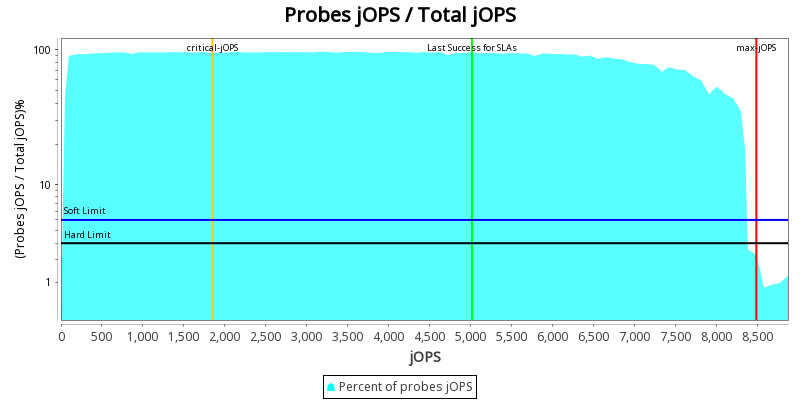 Probes jOPS / Total jOPS
(Probes jOPS / Total jOPS)%
100
10
1
critical-jOPS
Last Success for SLAs
max-jOPS
Soft Limit
Hard Limit
0 500 1,000 1,500 2,000 2,500 3,000 3,500 4,000 4,500 5,000 5,500 6,000 6,500 7,000 7,500 8,000 8,500
jOPS
Percent of probes jOPS